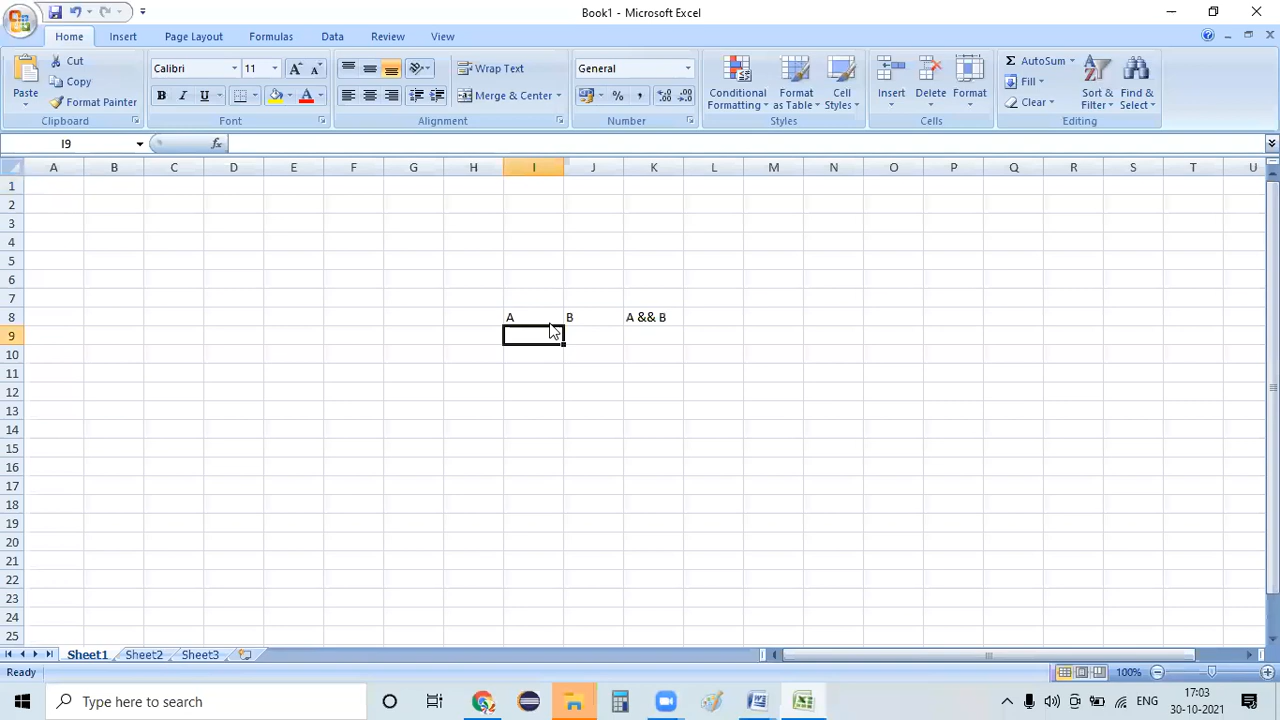 Book1 - Microsoft Excel
Home Insert Page Layout Formulas Data Review View
Paste
Cut
Copy
Format Painter
Clipboard
Calibri 11
B I U A
Font
Wrap Text
Merge & Center
Alignment
General
% ,
Number
Conditional Formatting
Format as Table
Cell Styles
Styles
Insert Delete Format
Cells
Σ AutoSum
Fill
Clear
Sort & Filter
Find & Select
Editing
I9 fx
A B C D E F G H I J K L M N O P Q R S T U
1
2
3
4
5
6
7
8 A B A && B
9
10
11
12
13
14
15
16
17
18
19
20
21
22
23
24
25
Sheet1 Sheet2 Sheet3
Ready 100%
Type here to search
ENG
17:03
30-10-2021